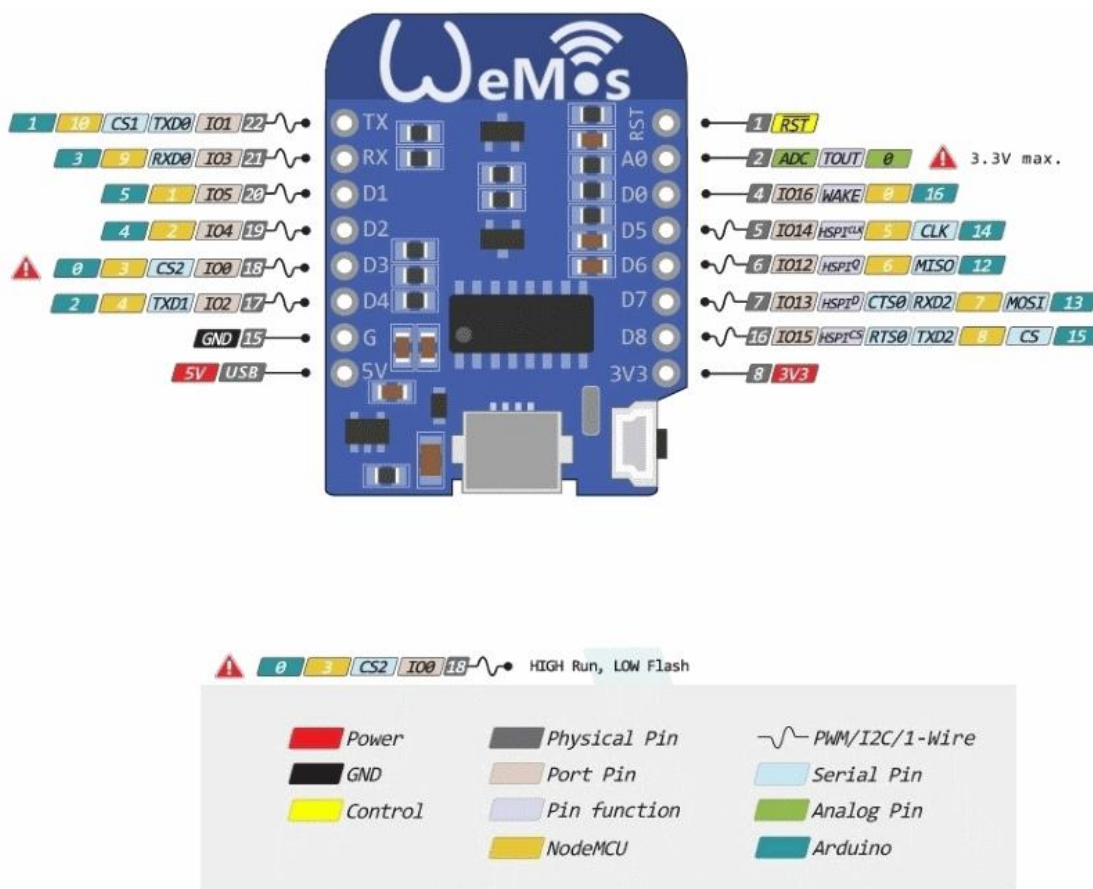 WeMos
1 10 CS1 TXD0 IO1 22 TX RST 1 RST
3 9 RXD0 IO3 21 RX A0 2 ADC TOUT 0 3.3V max.
5 1 IO5 20 D1 D0 4 IO16 WAKE 0 16
4 2 IO4 19 D2 D5 5 IO14 HSPICLK 5 CLK 14
0 3 CS2 IO0 18 D3 D6 6 IO12 HSPIQ 6 MISO 12
2 4 TXD1 IO2 17 D4 D7 7 IO13 HSPID CTS0 RXD2 7 MOSI 13
GND 15 G D8 16 IO15 HSPICS RTS0 TXD2 8 CS 15
5V USB 5V 3V3 8 3V3
0 3 CS2 IO0 18 HIGH Run, LOW Flash
Power Physical Pin PWM/I2C/1-Wire
GND Port Pin Serial Pin
Control Pin function Analog Pin
NodeMCU Arduino